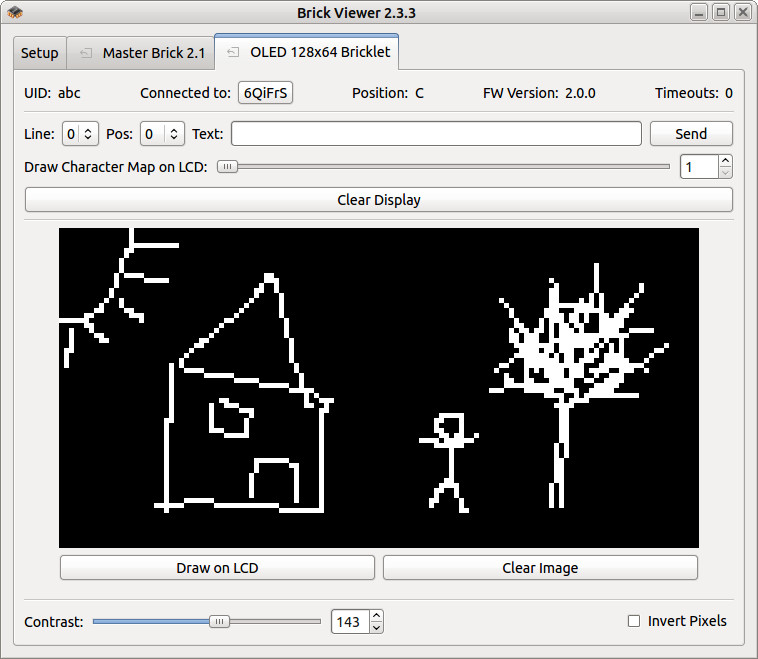 Brick Viewer 2.3.3
Setup Master Brick 2.1 OLED 128x64 Bricklet
UID: abc Connected to: 6QiFrS Position: C FW Version: 2.0.0 Timeouts: 0
Line: 0 Pos: 0 Text: Send
Draw Character Map on LCD: 1
Clear Display
Draw on LCD Clear Image
Contrast: 143 Invert Pixels